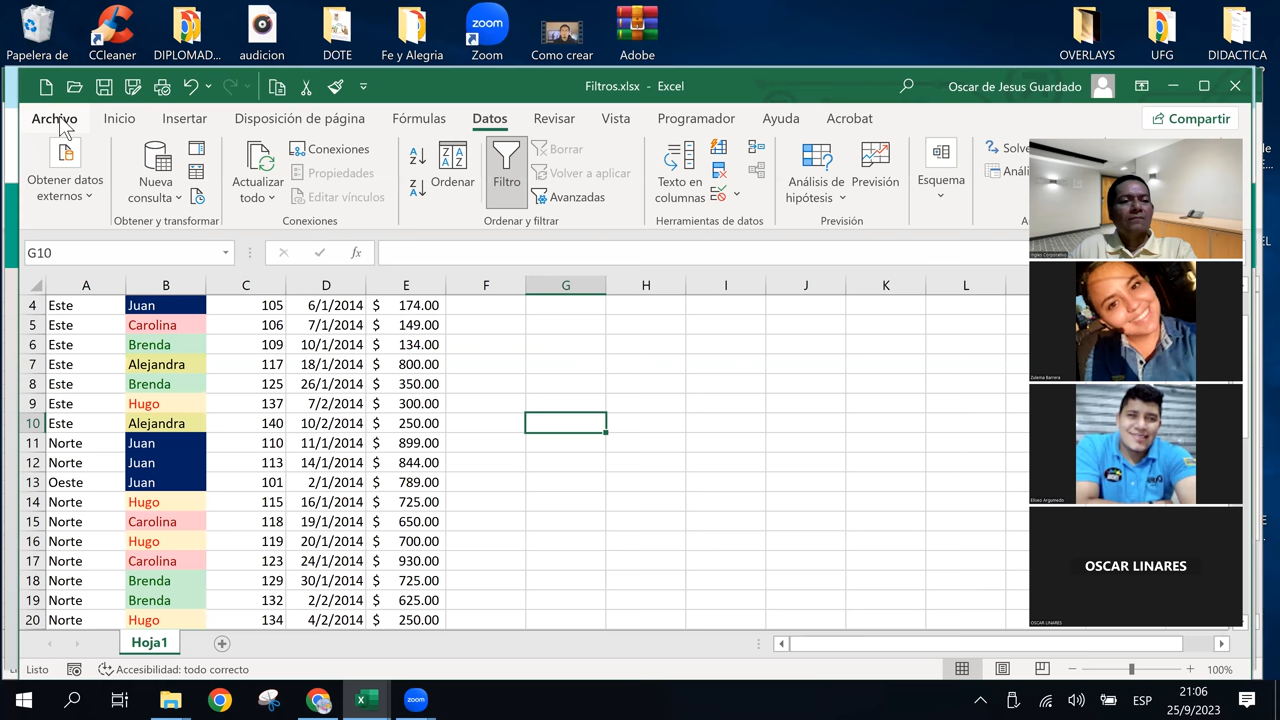 Papelera de
CCleaner
DIPLOMAD...
audicion
DOTE
Fe y Alegria
Zoom
Como crear
Adobe
OVERLAYS
UFG
DIDACTICA
Filtros.xlsx - Excel
Oscar de Jesus Guardado
Archivo Inicio Insertar Disposición de página Fórmulas Datos Revisar Vista Programador Ayuda Acrobat
Compartir
Obtener datos externos
Nueva consulta
Obtener y transformar
Actualizar todo
Conexiones
Propiedades
Editar vínculos
Conexiones
Ordenar
Filtro
Borrar
Volver a aplicar
Avanzadas
Ordenar y filtrar
Texto en columnas
Herramientas de datos
Análisis de hipótesis
Previsión
Previsión
Esquema
Solve
Análi
G10
fx
A B C D E F G H I J K L
4 Este Juan 105 6/1/2014 $ 174.00
5 Este Carolina 106 7/1/2014 $ 149.00
6 Este Brenda 109 10/1/2014 $ 134.00
7 Este Alejandra 117 18/1/2014 $ 800.00
8 Este Brenda 125 26/1/2014 $ 350.00
9 Este Hugo 137 7/2/2014 $ 300.00
10 Este Alejandra 140 10/2/2014 $ 250.00
11 Norte Juan 110 11/1/2014 $ 899.00
12 Norte Juan 113 14/1/2014 $ 844.00
13 Oeste Juan 101 2/1/2014 $ 789.00
14 Norte Hugo 115 16/1/2014 $ 725.00
15 Norte Carolina 118 19/1/2014 $ 650.00
16 Norte Hugo 119 20/1/2014 $ 700.00
17 Norte Carolina 123 24/1/2014 $ 930.00
18 Norte Brenda 129 30/1/2014 $ 725.00
19 Norte Brenda 132 2/2/2014 $ 625.00
20 Norte Hugo 134 4/2/2014 $ 250.00
Zulema Barrera
Eliseo Argumedo
OSCAR LINARES
OSCAR LINARES
Hoja1
Listo
Accesibilidad: todo correcto
100%
zoom
ESP
21:06
25/9/2023